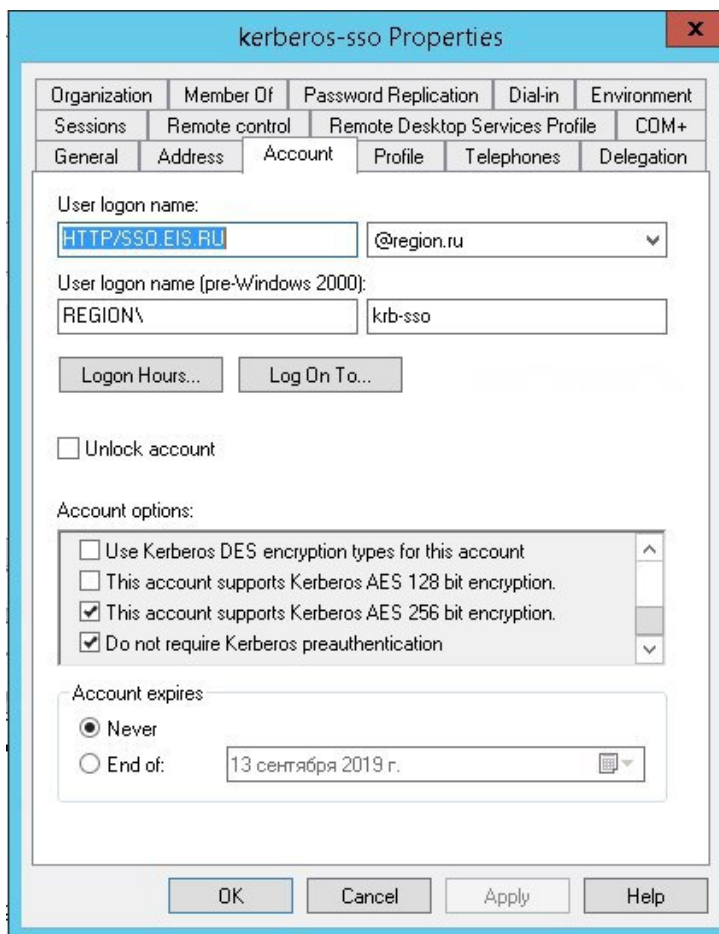 kerberos-sso Properties
x
Organization Member Of Password Replication Dial-in Environment
Sessions Remote control Remote Desktop Services Profile COM+
General Address Account Profile Telephones Delegation
User logon name:
HTTP/SSO.EIS.RU @region.ru
User logon name (pre-Windows 2000):
REGION\ krb-sso
Logon Hours... Log On To...
Unlock account
Account options:
Use Kerberos DES encryption types for this account
This account supports Kerberos AES 128 bit encryption.
This account supports Kerberos AES 256 bit encryption.
Do not require Kerberos preauthentication
Account expires
Never
End of: 13 сентября 2019 г.
OK Cancel Apply Help